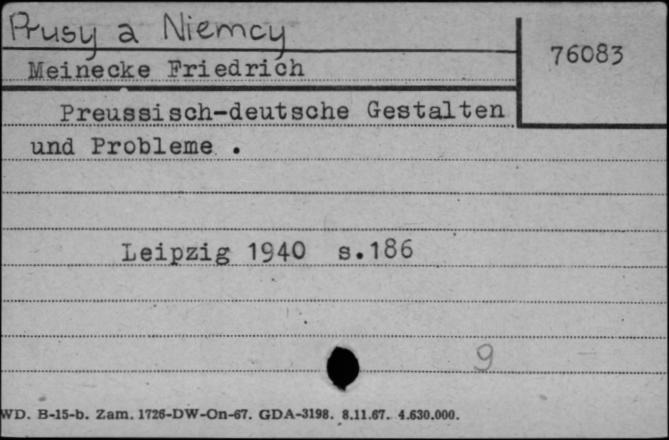 Prusy a Niemcy
76083
Meinecke Friedrich
Preussisch-deutsche Gestalten
und Probleme .
Leipzig 1940 s.186
9
WD. B-15-b. Zam. 1726-DW-On-67. GDA-3198. 8.11.67. 4.630.000.